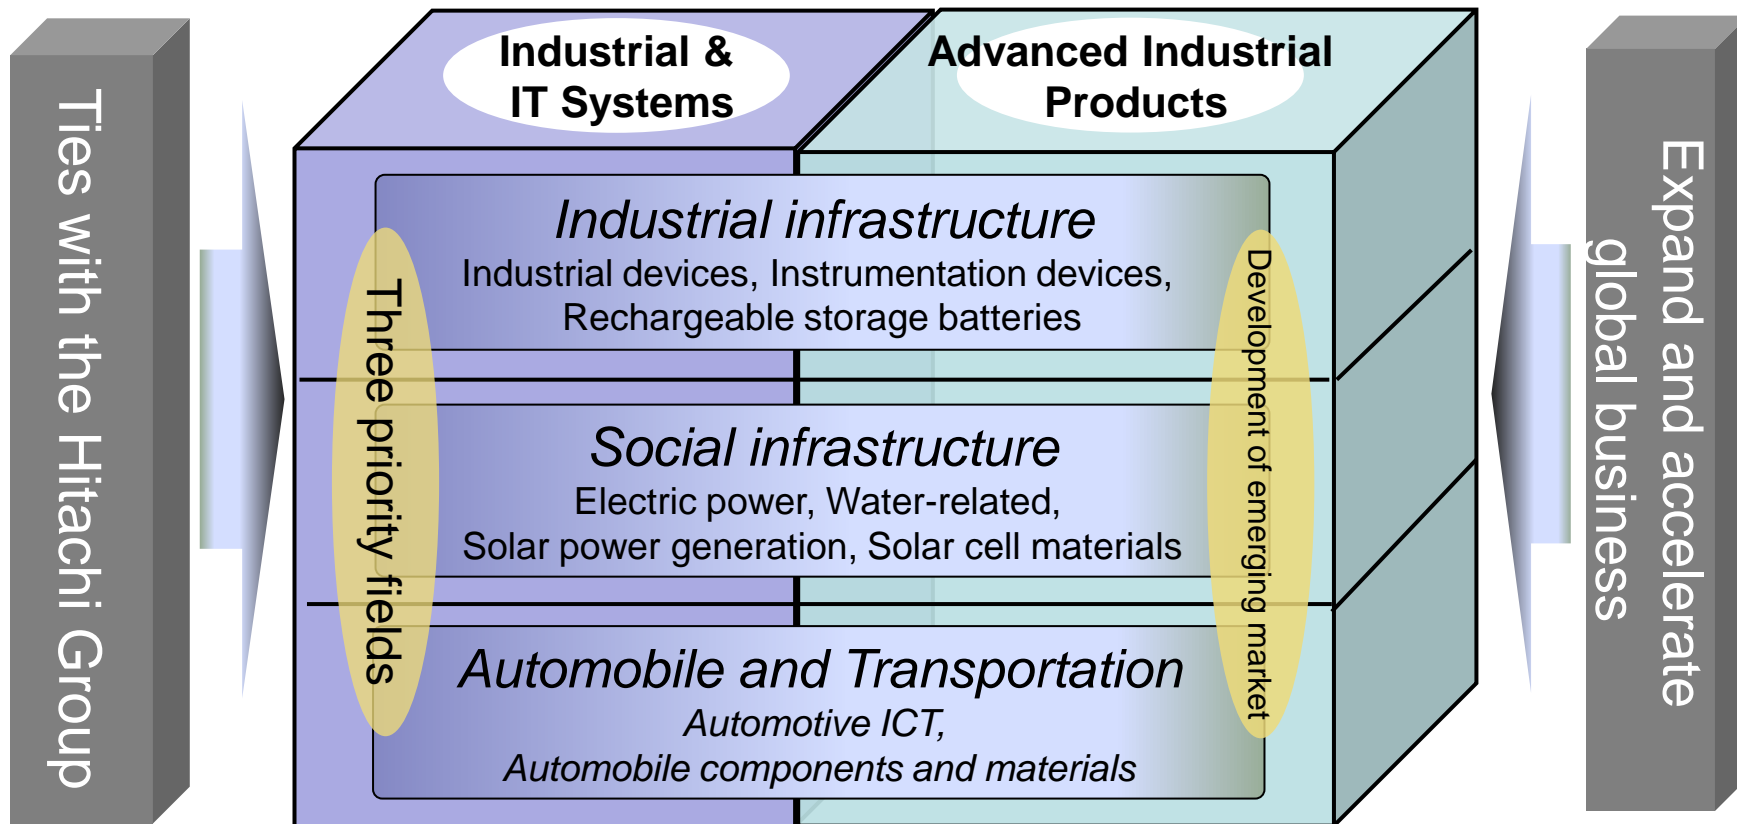 Industrial &
IT Systems
Advanced Industrial
Products
Ties with the Hitachi Group
Three priority fields
Industrial infrastructure
Industrial devices, Instrumentation devices,
Rechargeable storage batteries
Social infrastructure
Electric power, Water-related,
Solar power generation, Solar cell materials
Automobile and Transportation
Automotive ICT,
Automobile components and materials
Development of emerging market
Expand and accelerate
global business